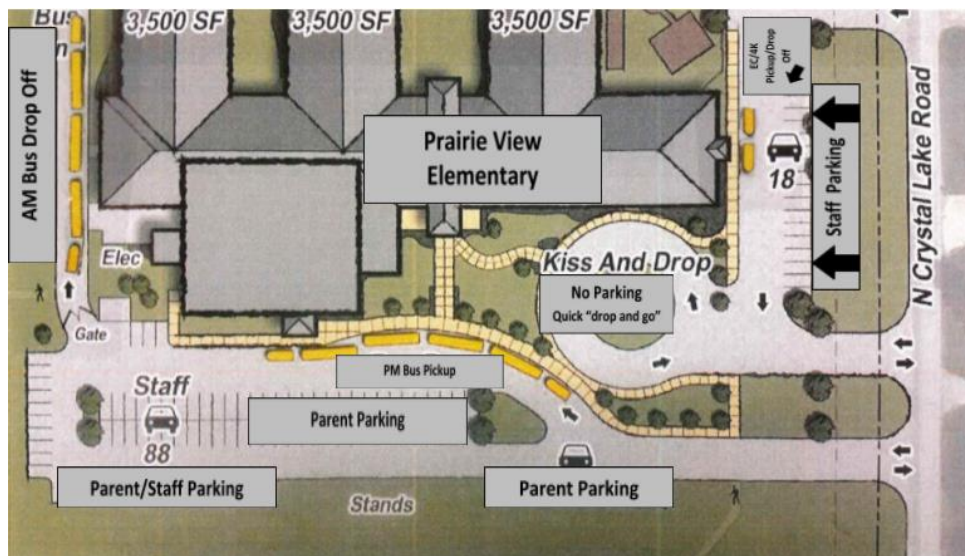 Bus
n
3,500 SF
3,500 SF
3,500 SF
AM Bus Drop Off
EC/4K
Pickup/Drop
Off
Prairie View
Elementary
18
Staff Parking
N Crystal Lake Road
Elec
Kiss And Drop
No Parking
Quick “drop and go”
Gate
PM Bus Pickup
Staff
88
Parent Parking
Parent/Staff Parking
Parent Parking
Stands